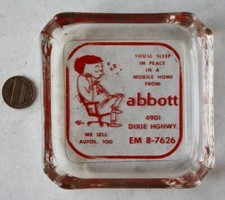 YOU'LL SLEEP
IN PEACE
IN A
MOBILE HOME
FROM
abbott
4901
DIXIE HGHWY.
WE SELL
AUTOS, TOO
EM 8-7626